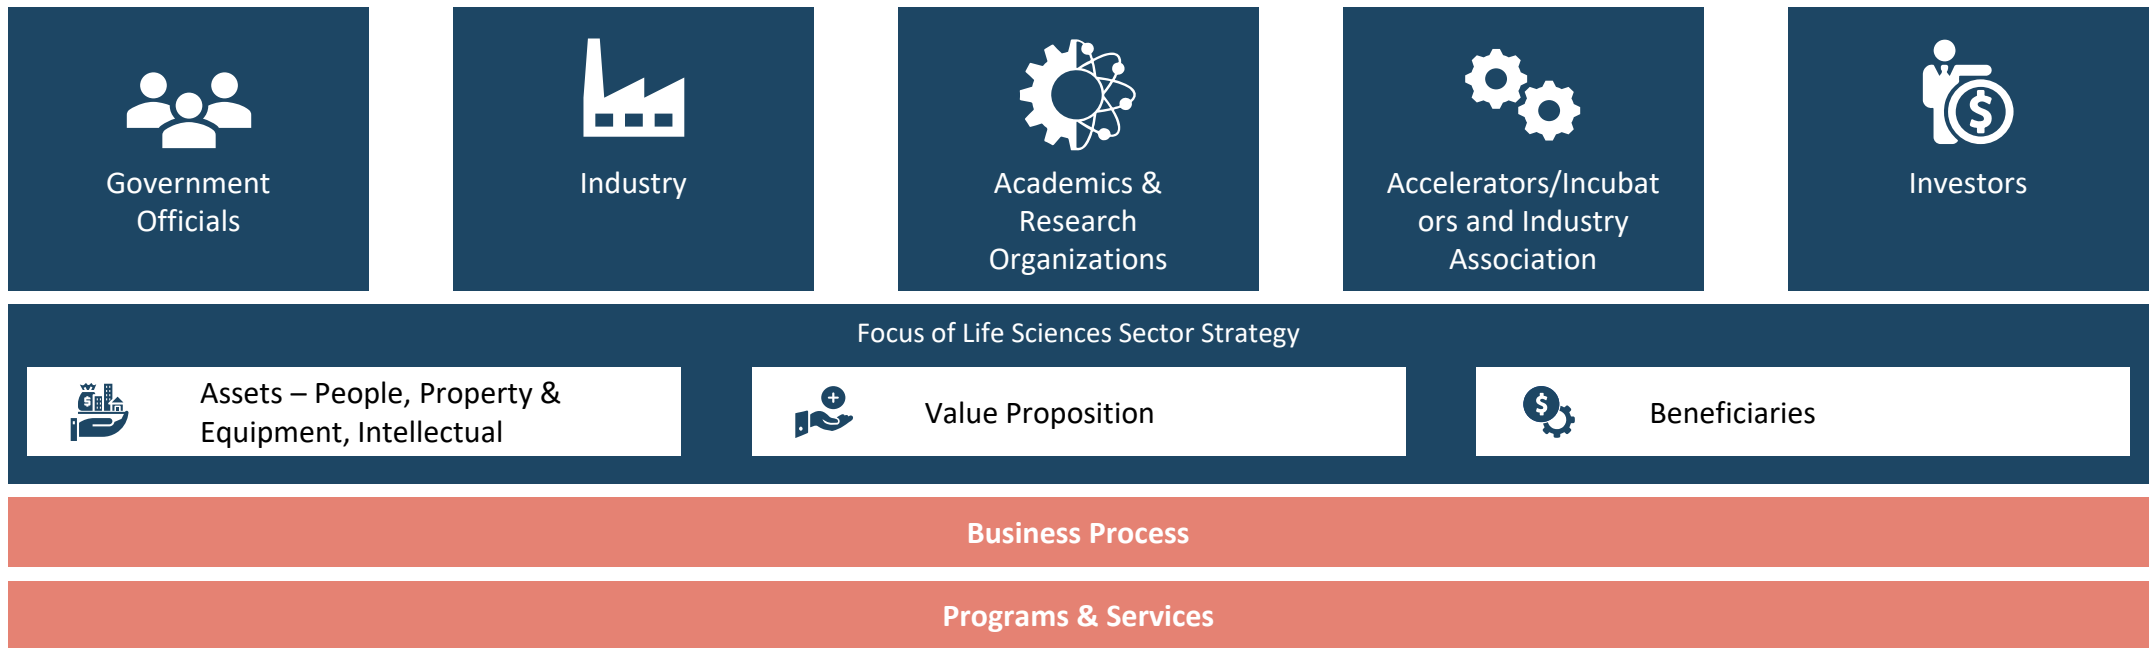 Government
Officials
Industry
Academics &
Research
Organizations
Accelerators/Incubat
ors and Industry
Association
Investors
Focus of Life Sciences Sector Strategy
Assets – People, Property &
Equipment, Intellectual
Value Proposition
Beneficiaries
Business Process
Programs & Services